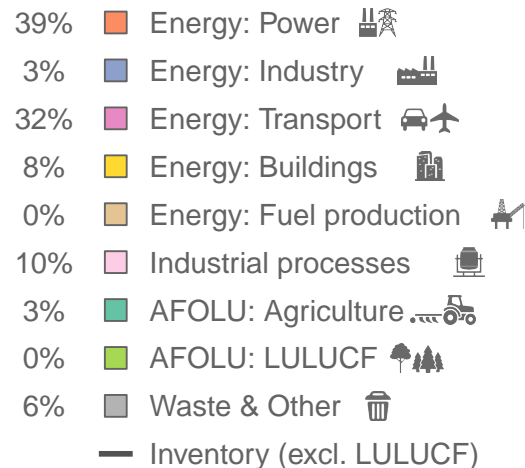 39% Energy: Power
3% Energy: Industry
32% Energy: Transport
8% Energy: Buildings
0% Energy: Fuel production
10% Industrial processes
3% AFOLU: Agriculture
0% AFOLU: LULUCF
6% Waste & Other
Inventory (excl. LULUCF)